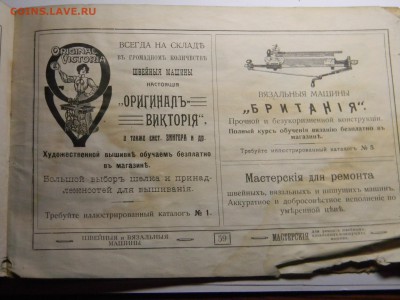 COINS.LAVE.RU
ORIGINAL VICTORIA
ВСЕГДА НА СКЛАДѢ
ВЪ ГРОМАДНОМЪ КОЛИЧЕСТВѢ
ШВЕЙНЫЯ МАШИНЫ
НАСТОЯЩІЯ
„ОРИГИНАЛЪ-
ВИКТОРІЯ".
а также сист. ЗИНГЕРА и др.
Художественной вышивкѣ обучаемъ безплатно
въ магазинѣ.
Большой выборъ шелка и принад-
лежностей для вышиванія.
Требуйте иллюстрированный каталогъ № 1.
ВЯЗАЛЬНЫЯ МАШИНЫ
„БРИТАНІЯ".
Прочной и безукоризненной конструкціи.
Полный курсъ обученія вязанію безплатно въ
магазинѣ.
Требуйте иллюстрированный каталогъ № 3.
Мастерскія для ремонта
швейныхъ, вязальныхъ и пишущихъ машинъ.
Аккуратное и добросовѣстное исполненіе по
умѣренной цѣнѣ.
ШВЕЙНЫЯ и ВЯЗАЛЬНЫЯ
МАШИНЫ
59
МАСТЕРСКІЯ